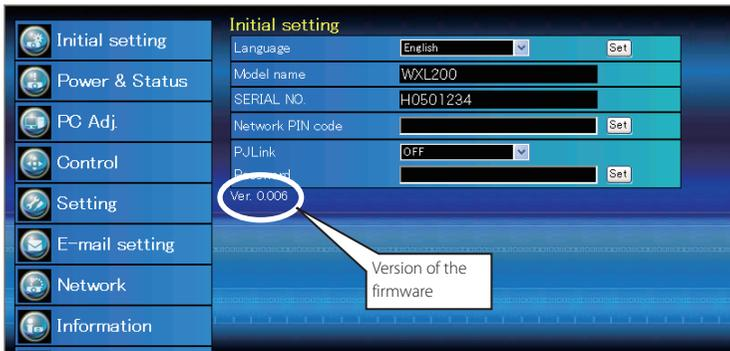 Initial setting
Power & Status
PC Adj.
Control
Setting
E-mail setting
Network
Information
Initial setting
Language English Set
Model name WXL200
SERIAL NO. H0501234
Network PIN code Set
PJLink OFF
Password Set
Ver. 0.006
Version of the
firmware